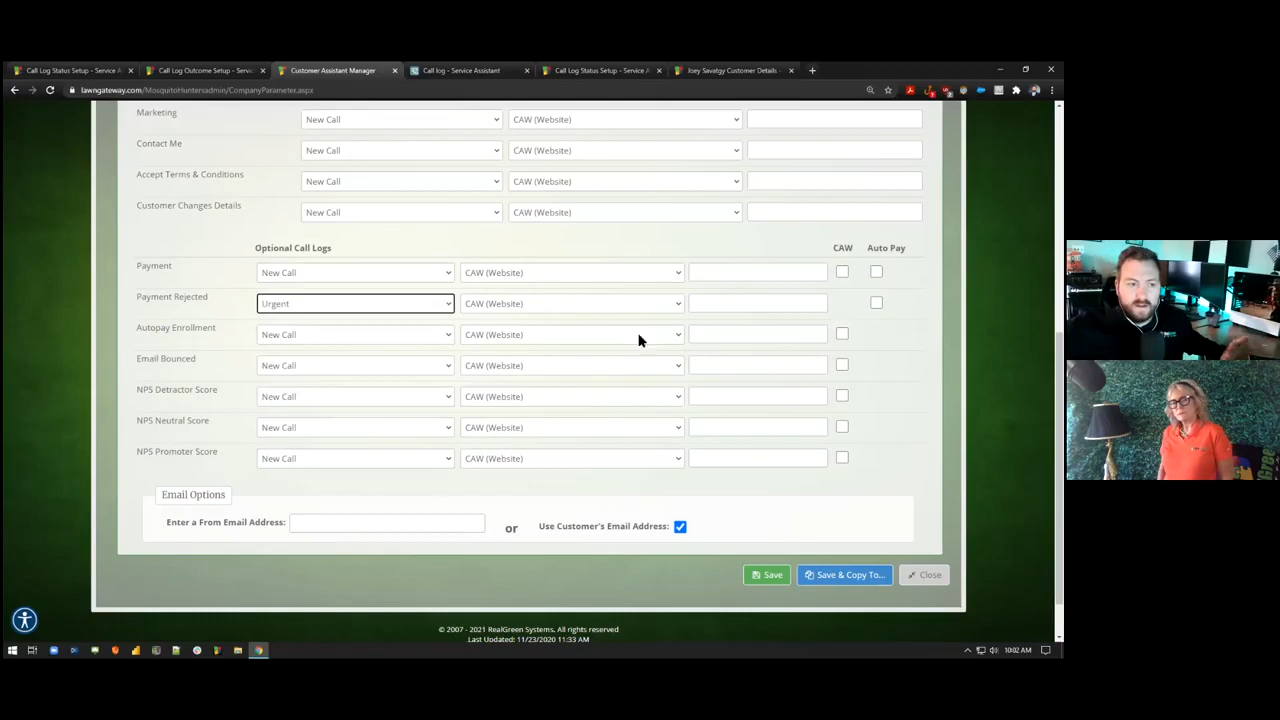 Call Log Status Setup - Service A
Call Log Outcome Setup - Servic
Customer Assistant Manager
Call log - Service Assistant
Call Log Status Setup - Service A
Joey Savatgy Customer Details -
lawngateway.com/MosquitoHuntersadmin/CompanyParameter.aspx
Marketing New Call CAW (Website)
Contact Me New Call CAW (Website)
Accept Terms & Conditions New Call CAW (Website)
Customer Changes Details New Call CAW (Website)
Optional Call Logs CAW Auto Pay
Payment New Call CAW (Website)
Payment Rejected Urgent CAW (Website)
Autopay Enrollment New Call CAW (Website)
Email Bounced New Call CAW (Website)
NPS Detractor Score New Call CAW (Website)
NPS Neutral Score New Call CAW (Website)
NPS Promoter Score New Call CAW (Website)
Email Options
Enter a From Email Address: or Use Customer's Email Address:
Save Save & Copy To... Close
© 2007 - 2021 RealGreen Systems. All rights reserved
Last Updated: 11/23/2020 11:33 AM
10:02 AM